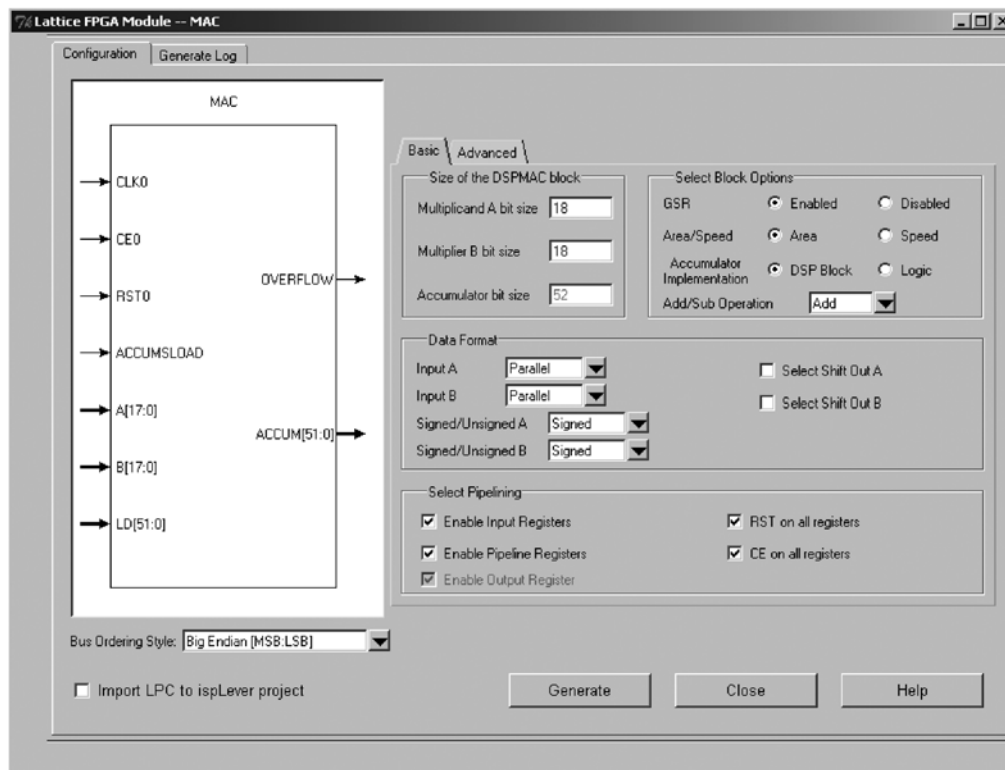 Lattice FPGA Module -- MAC
Configuration
Generate Log
MAC
CLK0
CE0
RST0
ACCUMSLOAD
A[17:0]
B[17:0]
LD[51:0]
OVERFLOW
ACCUM[51:0]
Bus Ordering Style: Big Endian [MSB:LSB]
Basic
Advanced
Size of the DSPMAC block
Multiplicand A bit size 18
Multiplier B bit size 18
Accumulator bit size 52
Select Block Options
GSR Enabled Disabled
Area/Speed Area Speed
Accumulator
Implementation DSP Block Logic
Add/Sub Operation Add
Data Format
Input A Parallel Select Shift Out A
Input B Parallel Select Shift Out B
Signed/Unsigned A Signed
Signed/Unsigned B Signed
Select Pipelining
Enable Input Registers RST on all registers
Enable Pipeline Registers CE on all registers
Enable Output Register
Import LPC to ispLever project
Generate Close Help